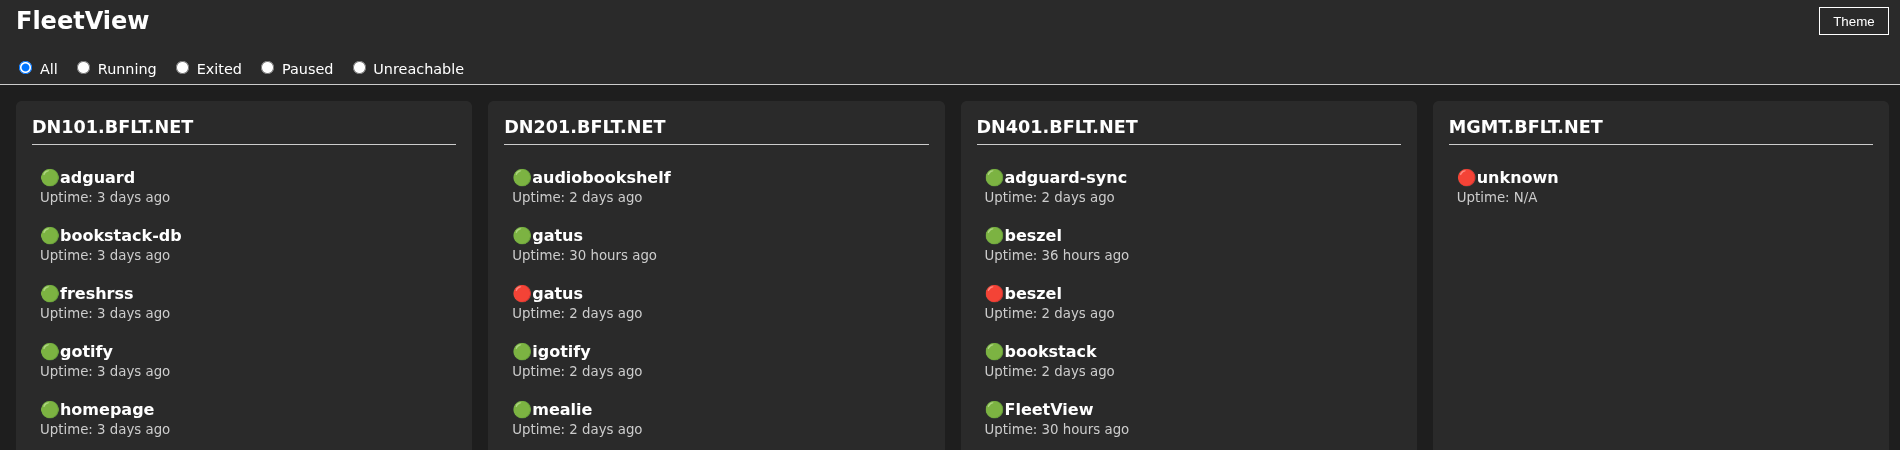 FleetView
Theme
All Running Exited Paused Unreachable
DN101.BFLT.NET
adguard
Uptime: 3 days ago
bookstack-db
Uptime: 3 days ago
freshrss
Uptime: 3 days ago
gotify
Uptime: 3 days ago
homepage
Uptime: 3 days ago
DN201.BFLT.NET
audiobookshelf
Uptime: 2 days ago
gatus
Uptime: 30 hours ago
gatus
Uptime: 2 days ago
igotify
Uptime: 2 days ago
mealie
Uptime: 2 days ago
DN401.BFLT.NET
adguard-sync
Uptime: 2 days ago
beszel
Uptime: 36 hours ago
beszel
Uptime: 2 days ago
bookstack
Uptime: 2 days ago
FleetView
Uptime: 30 hours ago
MGMT.BFLT.NET
unknown
Uptime: N/A